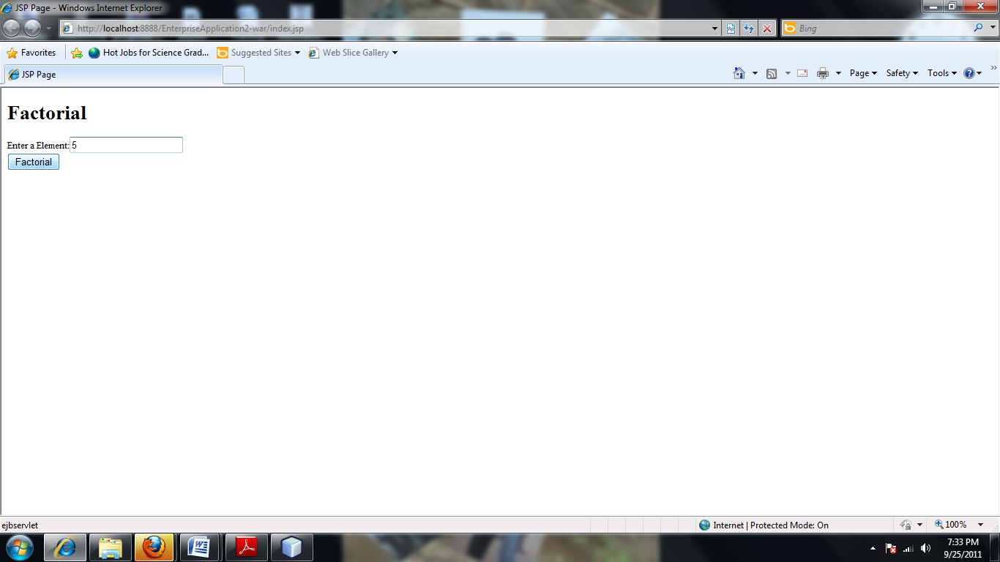 JSP Page - Windows Internet Explorer
http://localhost:8888/EnterpriseApplication2-war/index.jsp
Bing
Favorites
Hot Jobs for Science Grad...
Suggested Sites
Web Slice Gallery
JSP Page
Page
Safety
Tools
»
Factorial
Enter a Element:5
Factorial
ejbservlet
Internet | Protected Mode: On
100%
7:33 PM
9/25/2011